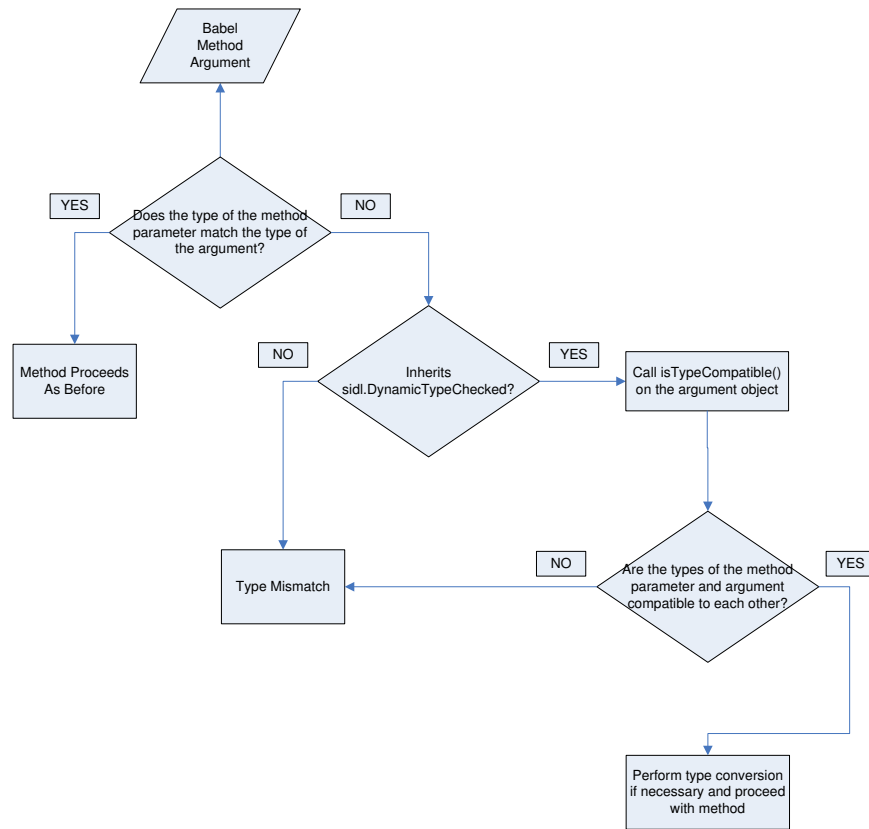 Babel
Method
Argument
YES
NO
Does the type of the method
parameter match the type of
the argument?
Method Proceeds
As Before
NO
Inherits
sidl.DynamicTypeChecked?
YES
Call isTypeCompatible()
on the argument object
Type Mismatch
NO
Are the types of the method
parameter and argument
compatible to each other?
YES
Perform type conversion
if necessary and proceed
with method